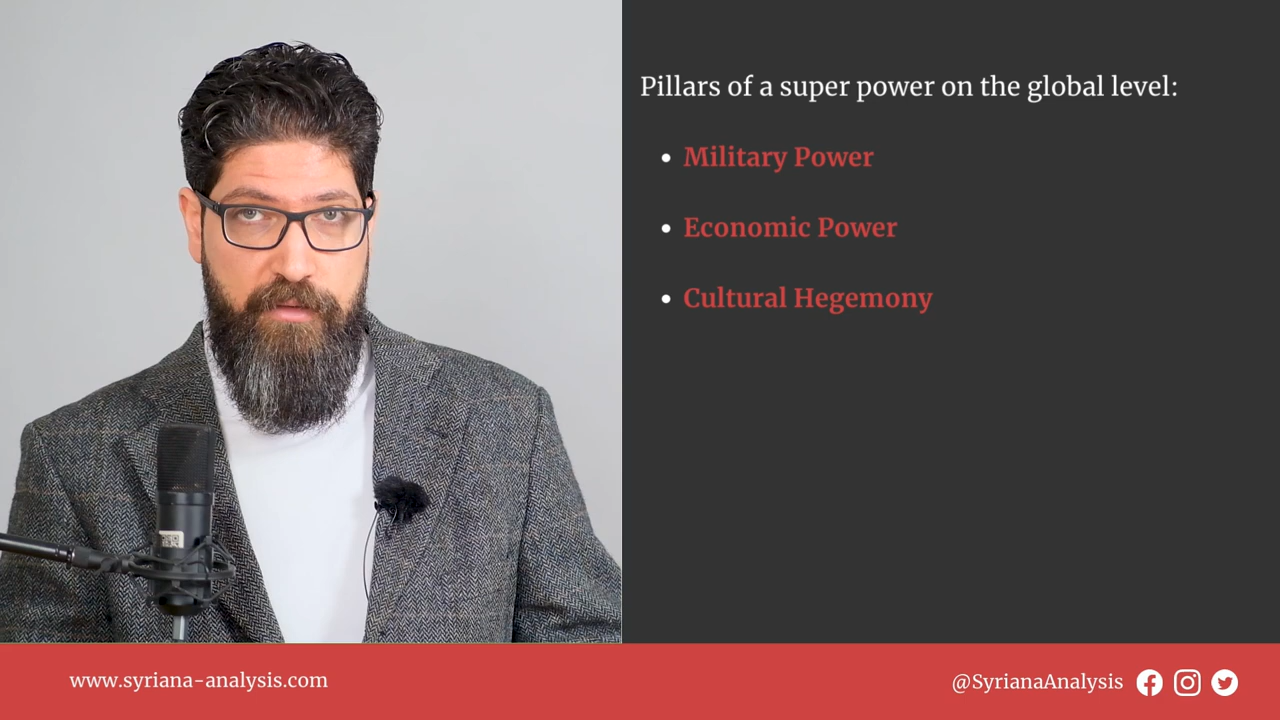 Pillars of a super power on the global level:
Military Power
Economic Power
Cultural Hegemony
www.syriana-analysis.com
@SyrianaAnalysis